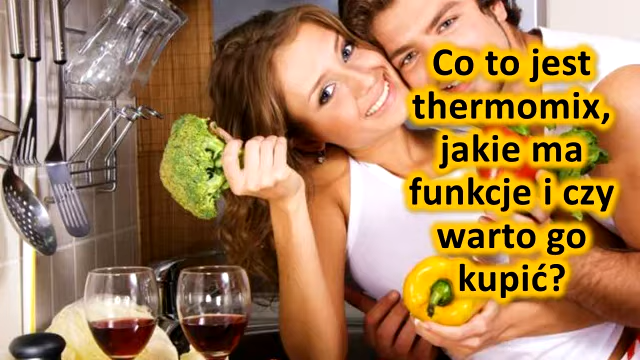 Co to jest
thermomix,
jakie ma
funkcje i czy
warto go
kupić?